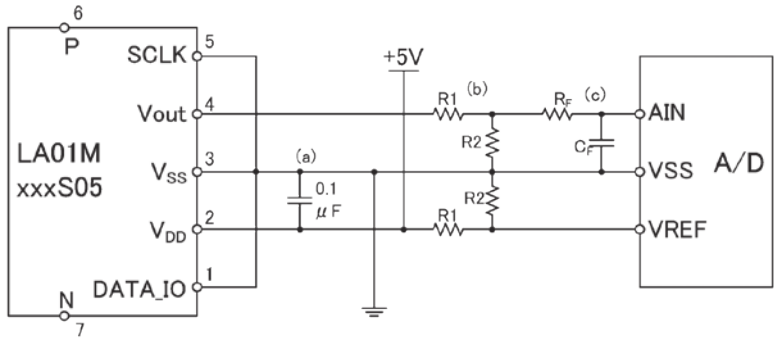 6
P
SCLK
5
+5V
(b)
(c)
Vout
4
R1
RF
AIN
LA01M
xxxS05
VSS
3
(a)
R2
CF
VSS
A/D
0.1
μF
R2
VDD
2
R1
VREF
DATA_IO
1
N
7